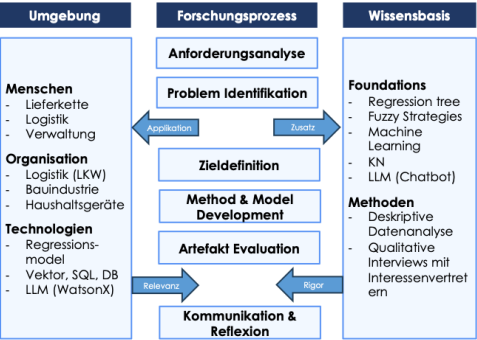 Umgebung
Menschen
- Lieferkette
- Logistik
- Verwaltung
Organisation
- Logistik (LKW)
- Bauindustrie
- Haushaltsgeräte
Technologien
- Regressions-
model
- Vektor, SQL, DB
- LLM (WatsonX)
Forschungsprozess
Anforderungsanalyse
Problem Identifikation
Applikation
Zusatz
Zieldefinition
Method & Model
Development
Artefakt Evaluation
Relevanz
Rigor
Kommunikation &
Reflexion
Wissensbasis
Foundations
- Regression tree
- Fuzzy Strategies
- Machine
Learning
- KN
- LLM (Chatbot)
Methoden
- Deskriptive
Datenanalyse
- Qualitative
Interviews mit
Interessenvertret
ern